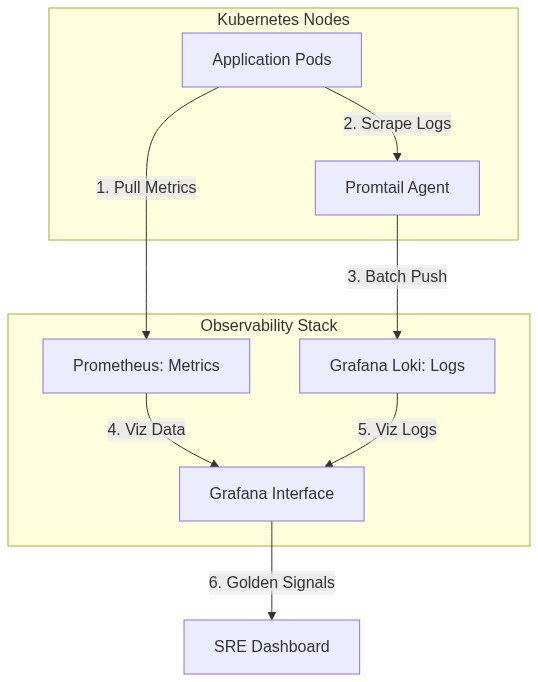 Kubernetes Nodes
Application Pods
2. Scrape Logs
1. Pull Metrics
Promtail Agent
3. Batch Push
Observability Stack
Prometheus: Metrics
Grafana Loki: Logs
4. Viz Data
5. Viz Logs
Grafana Interface
6. Golden Signals
SRE Dashboard